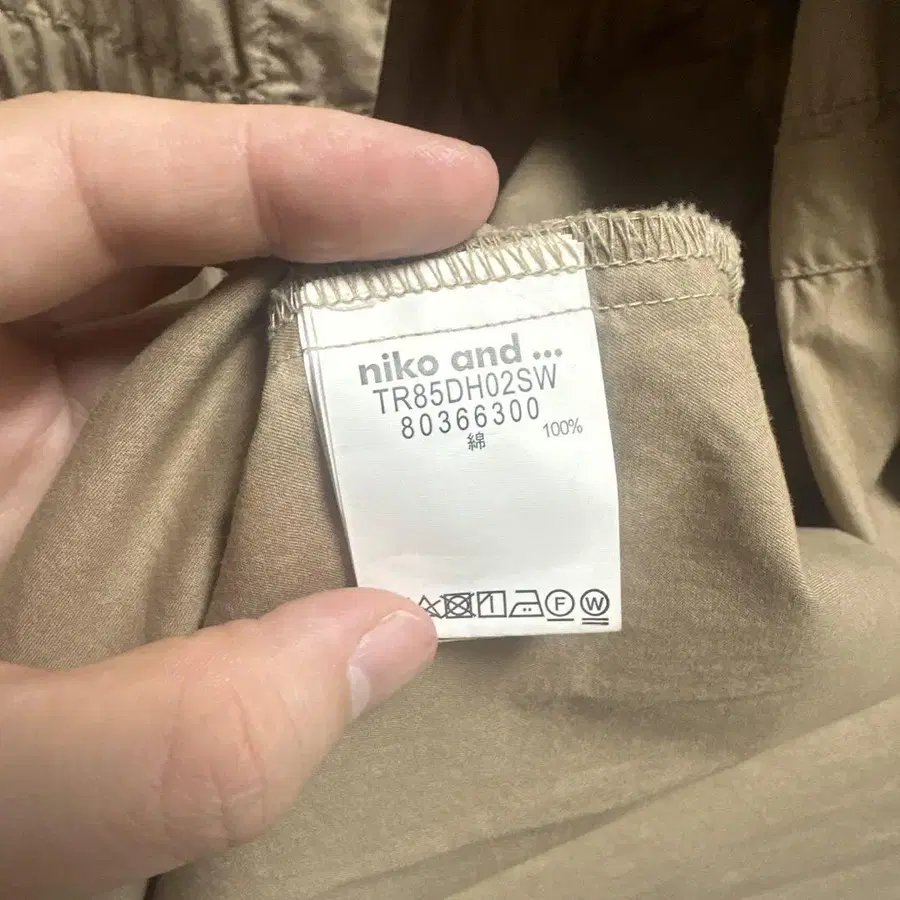 niko and ...
TR85DH02SW
80366300
綿 100%
F W